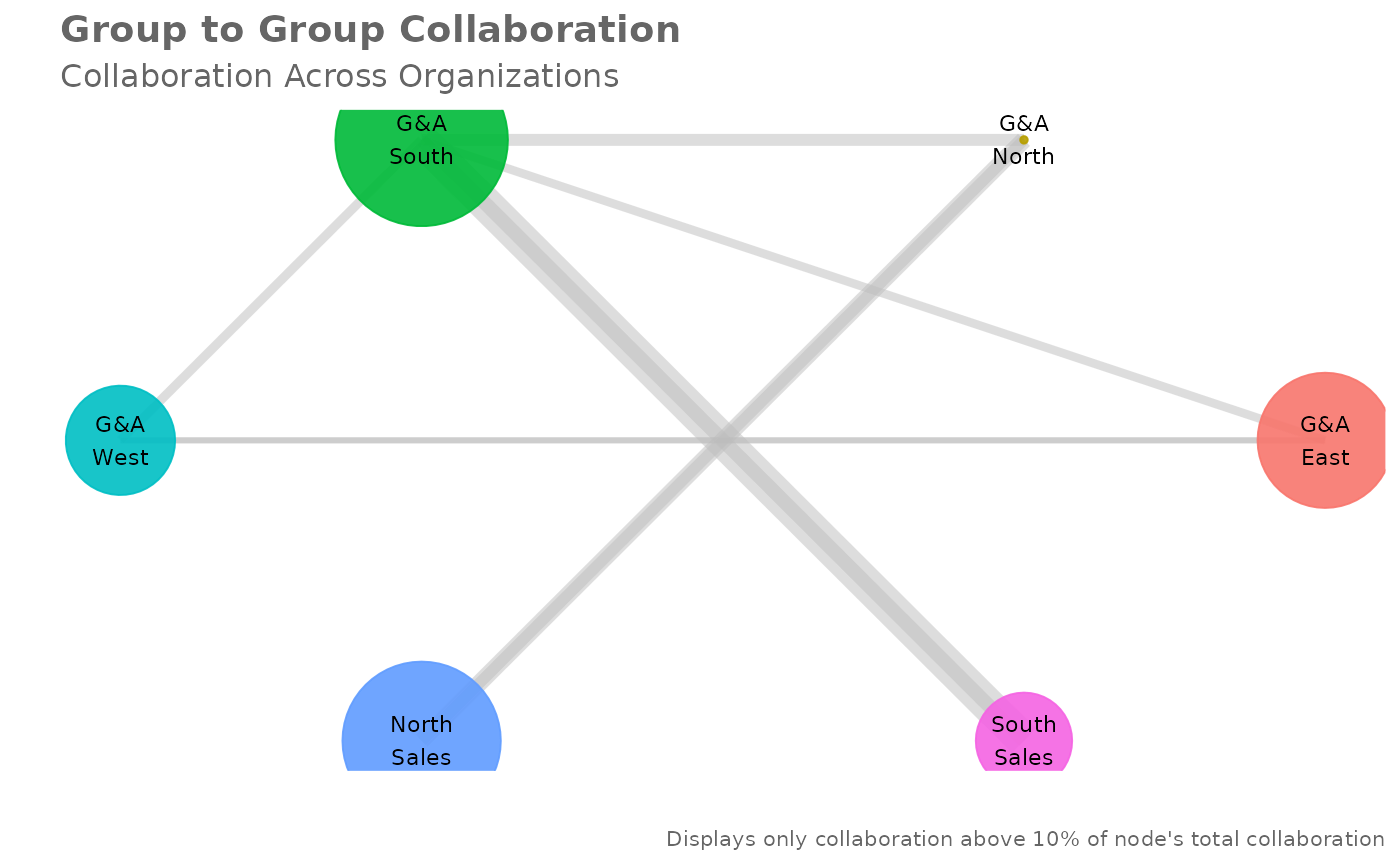 Group to Group Collaboration
Collaboration Across Organizations
G&A
South
G&A
North
G&A
West
G&A
East
North
Sales
South
Sales
Displays only collaboration above 10% of node's total collaboration